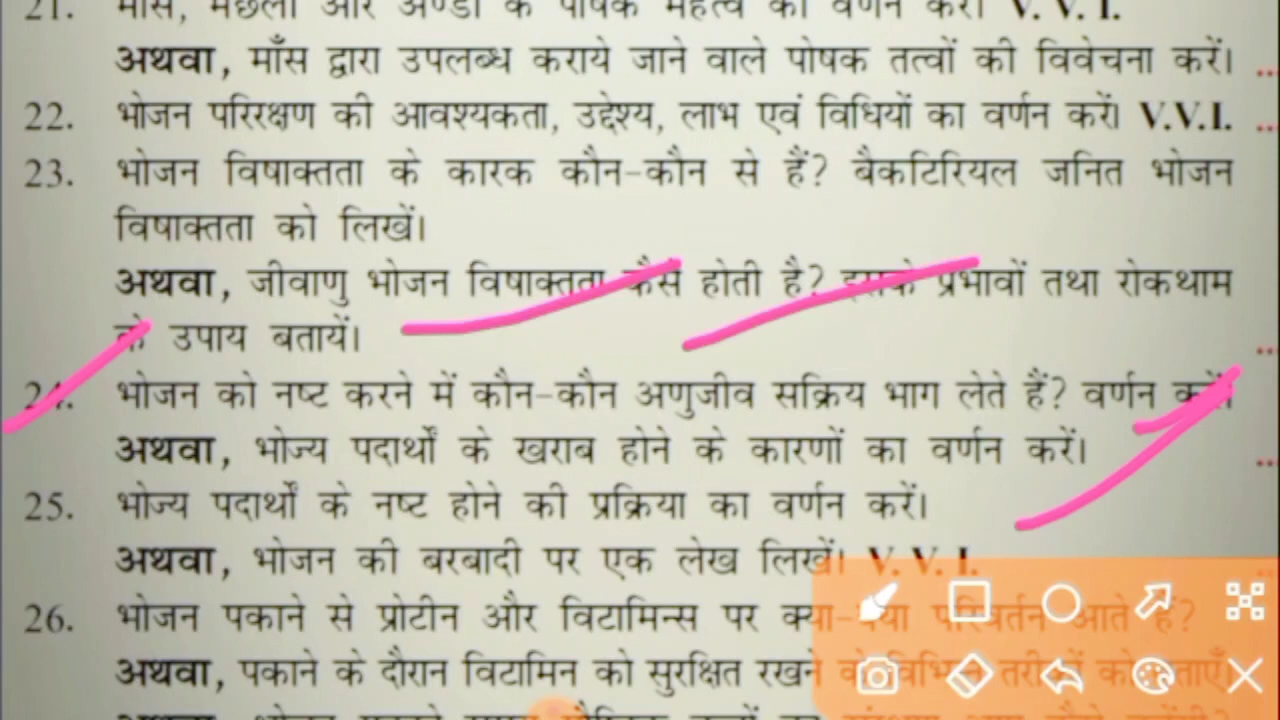 21. माँस, मछली और अण्डों के पोषक महत्व का वर्णन करें। V. V. I.
अथवा, माँस द्वारा उपलब्ध कराये जाने वाले पोषक तत्वों की विवेचना करें। ..
22. भोजन परिरक्षण की आवश्यकता, उद्देश्य, लाभ एवं विधियों का वर्णन करें। V.V.I. ..
23. भोजन विषाक्तता के कारक कौन-कौन से हैं? बैकटिरियल जनित भोजन
विषाक्तता को लिखें।
अथवा, जीवाणु भोजन विषाक्तता कैसे होती है? इसके प्रभावों तथा रोकथाम
के उपाय बतायें। ..
24. भोजन को नष्ट करने में कौन-कौन अणुजीव सक्रिय भाग लेते हैं? वर्णन करें।
अथवा, भोज्य पदार्थों के खराब होने के कारणों का वर्णन करें। ..
25. भोज्य पदार्थों के नष्ट होने की प्रक्रिया का वर्णन करें।
अथवा, भोजन की बरबादी पर एक लेख लिखें। V. V. I.
26. भोजन पकाने से प्रोटीन और विटामिन्स पर क्या-क्या परिवर्तन आते हैं?
अथवा, पकाने के दौरान विटामिन को सुरक्षित रखने के विभिन्न तरीकों को बताएँ।